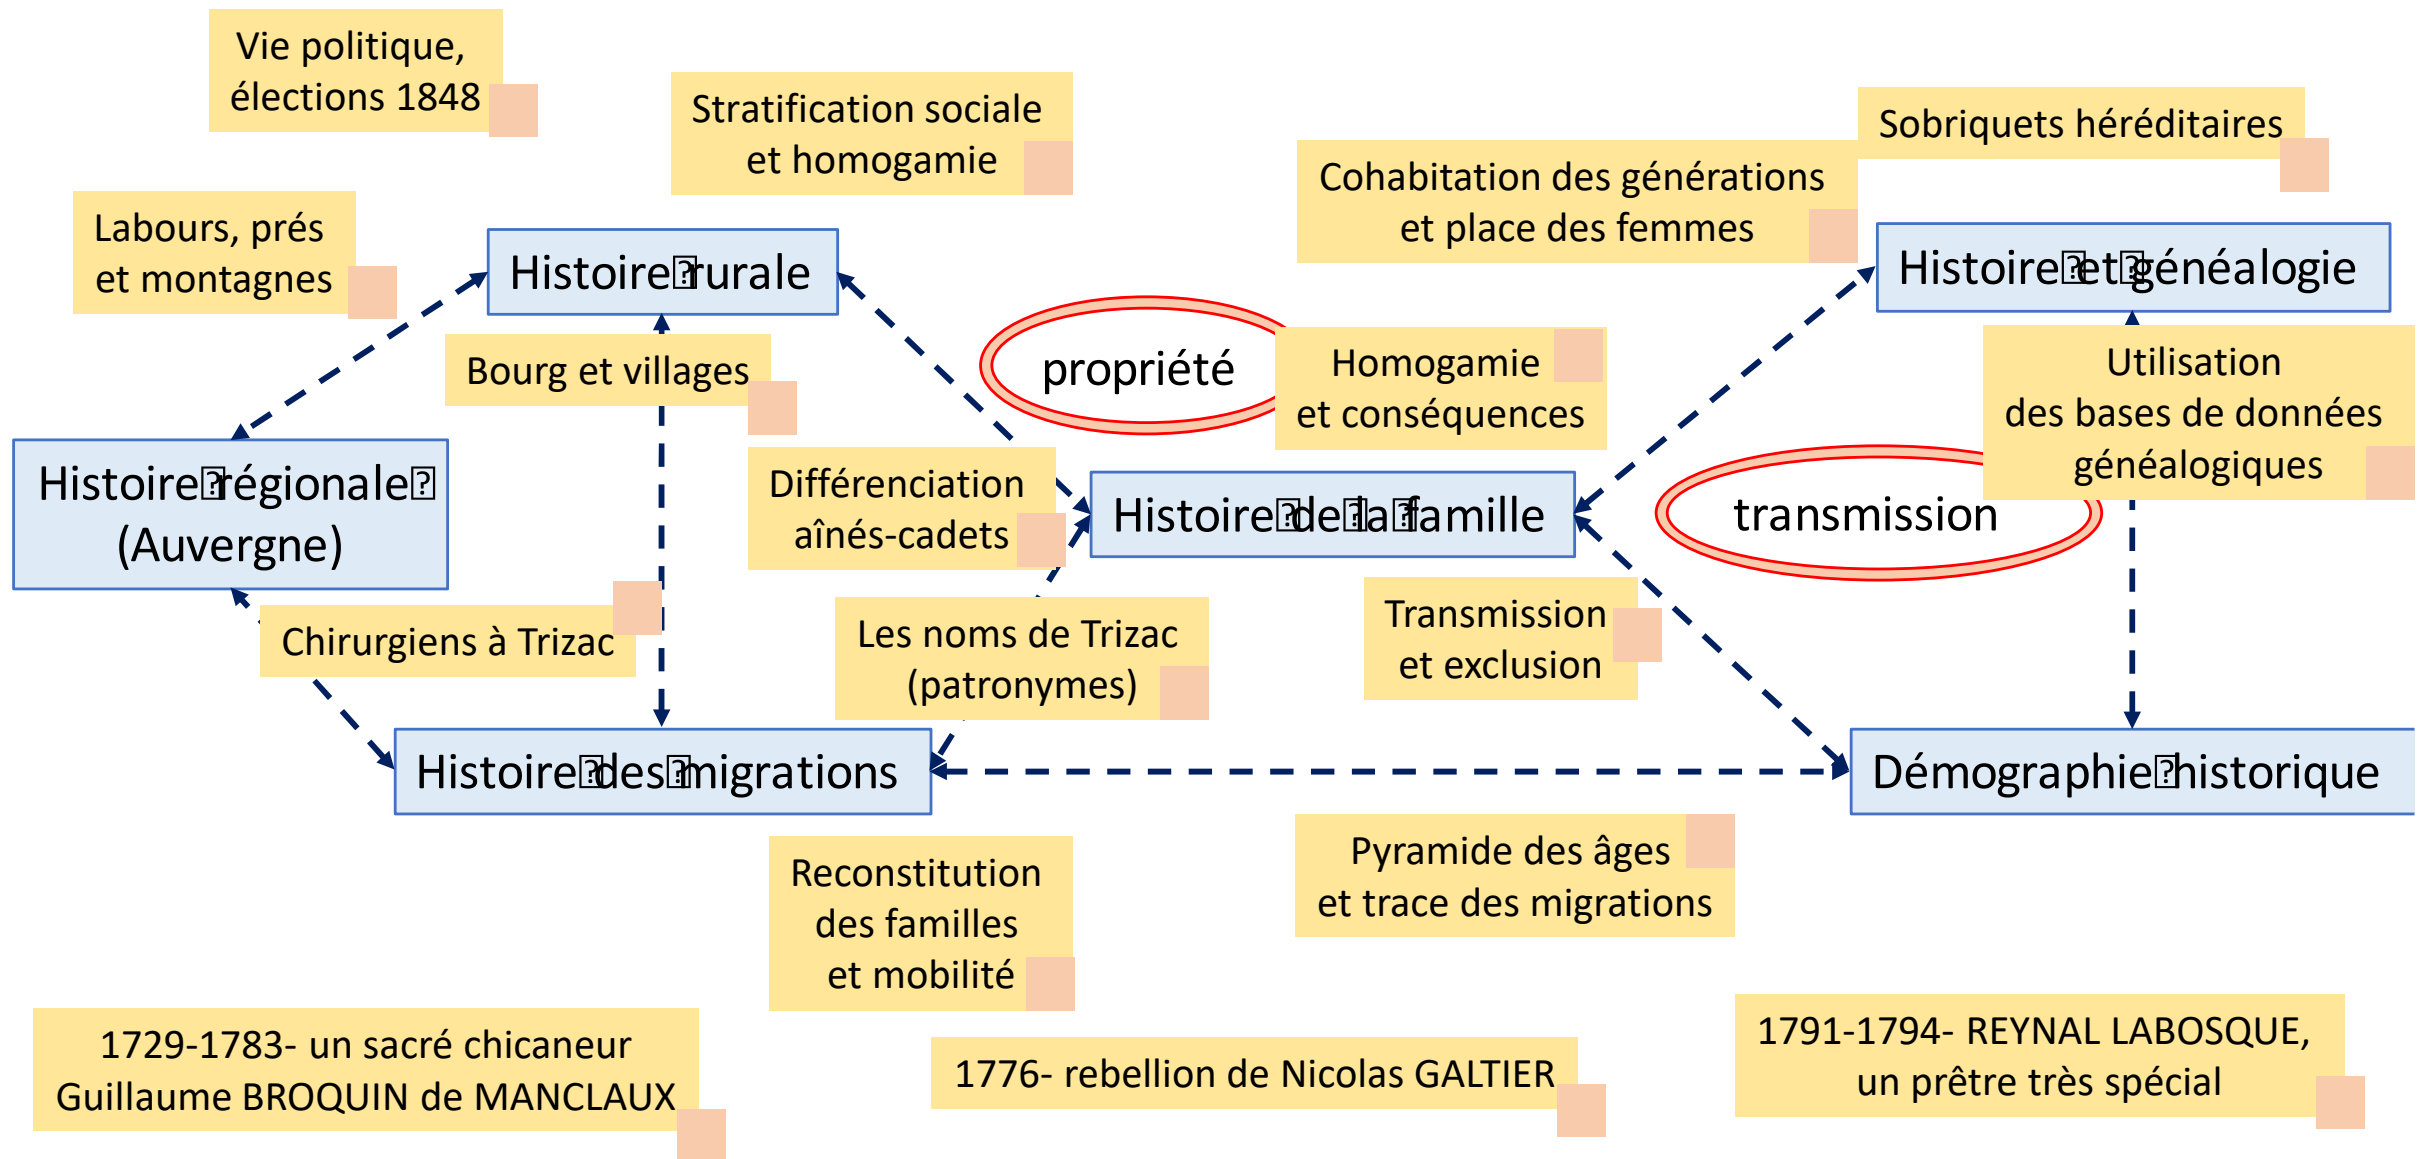 Vie politique,
élections 1848
Stratification sociale
et homogamie
Sobriquets héréditaires
Cohabitation des générations
et place des femmes
Labours, prés
et montagnes
Histoire rurale
Histoire et généalogie
Bourg et villages
propriété
Homogamie
et conséquences
Utilisation
des bases de données
généalogiques
Histoire régionale
(Auvergne)
Différenciation
aînés-cadets
Histoire de la famille
transmission
Chirurgiens à Trizac
Les noms de Trizac
(patronymes)
Transmission
et exclusion
Histoire des migrations
Démographie historique
Reconstitution
des familles
et mobilité
Pyramide des âges
et trace des migrations
1729-1783- un sacré chicaneur
Guillaume BROQUIN de MANCLAUX
1776- rebellion de Nicolas GALTIER
1791-1794- REYNAL LABOSQUE,
un prêtre très spécial